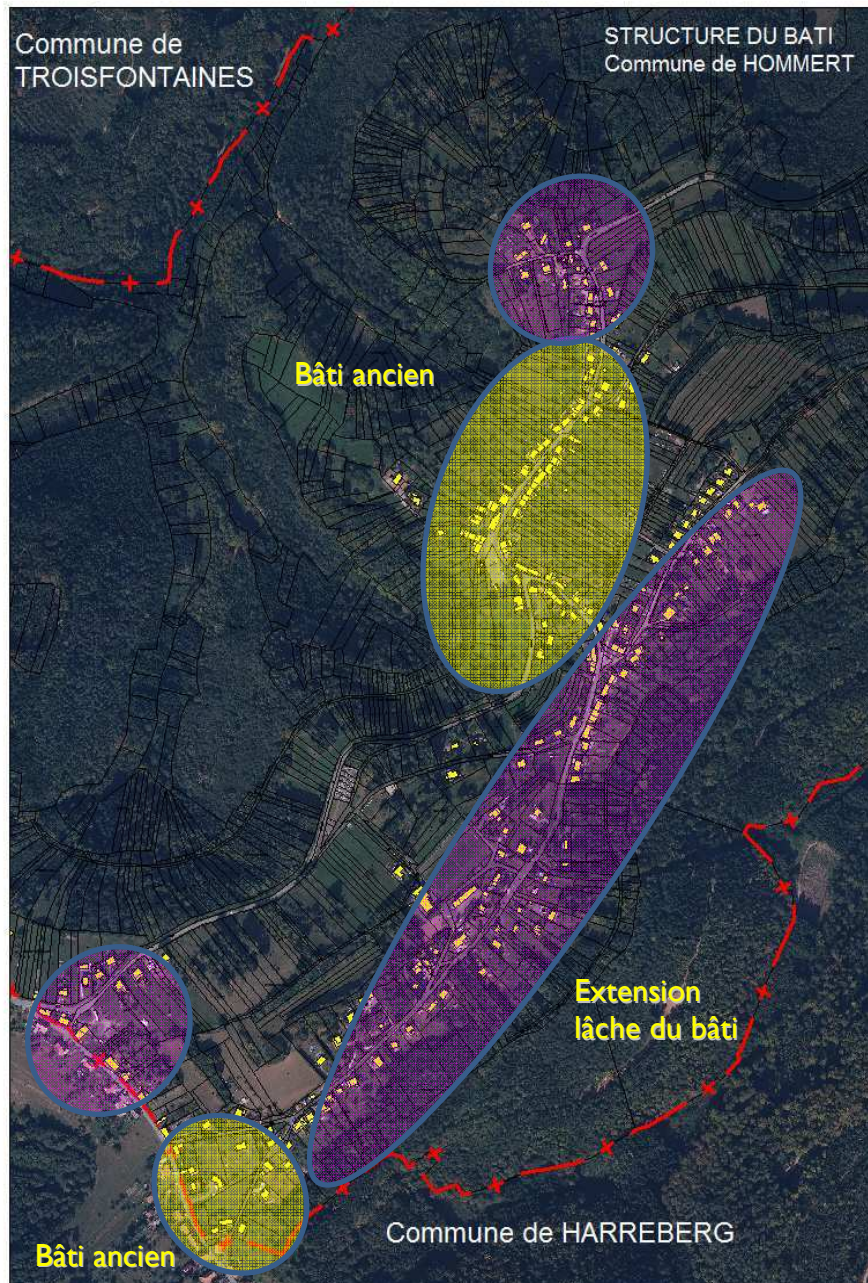 Commune de
TROISFONTAINES
STRUCTURE DU BATI
Commune de HOMMERT
Bâti ancien
Extension
lâche du bâti
Commune de HARREBERG
Bâti ancien